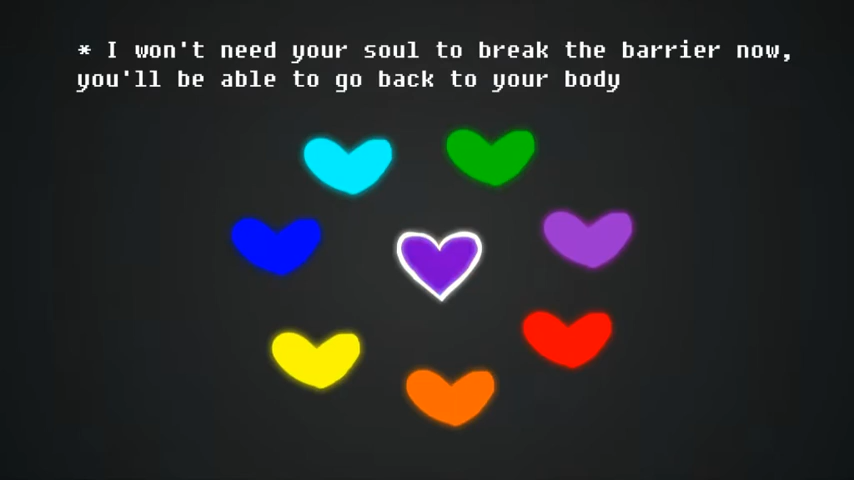 * I won't need your soul to break the barrier now,
you'll be able to go back to your body